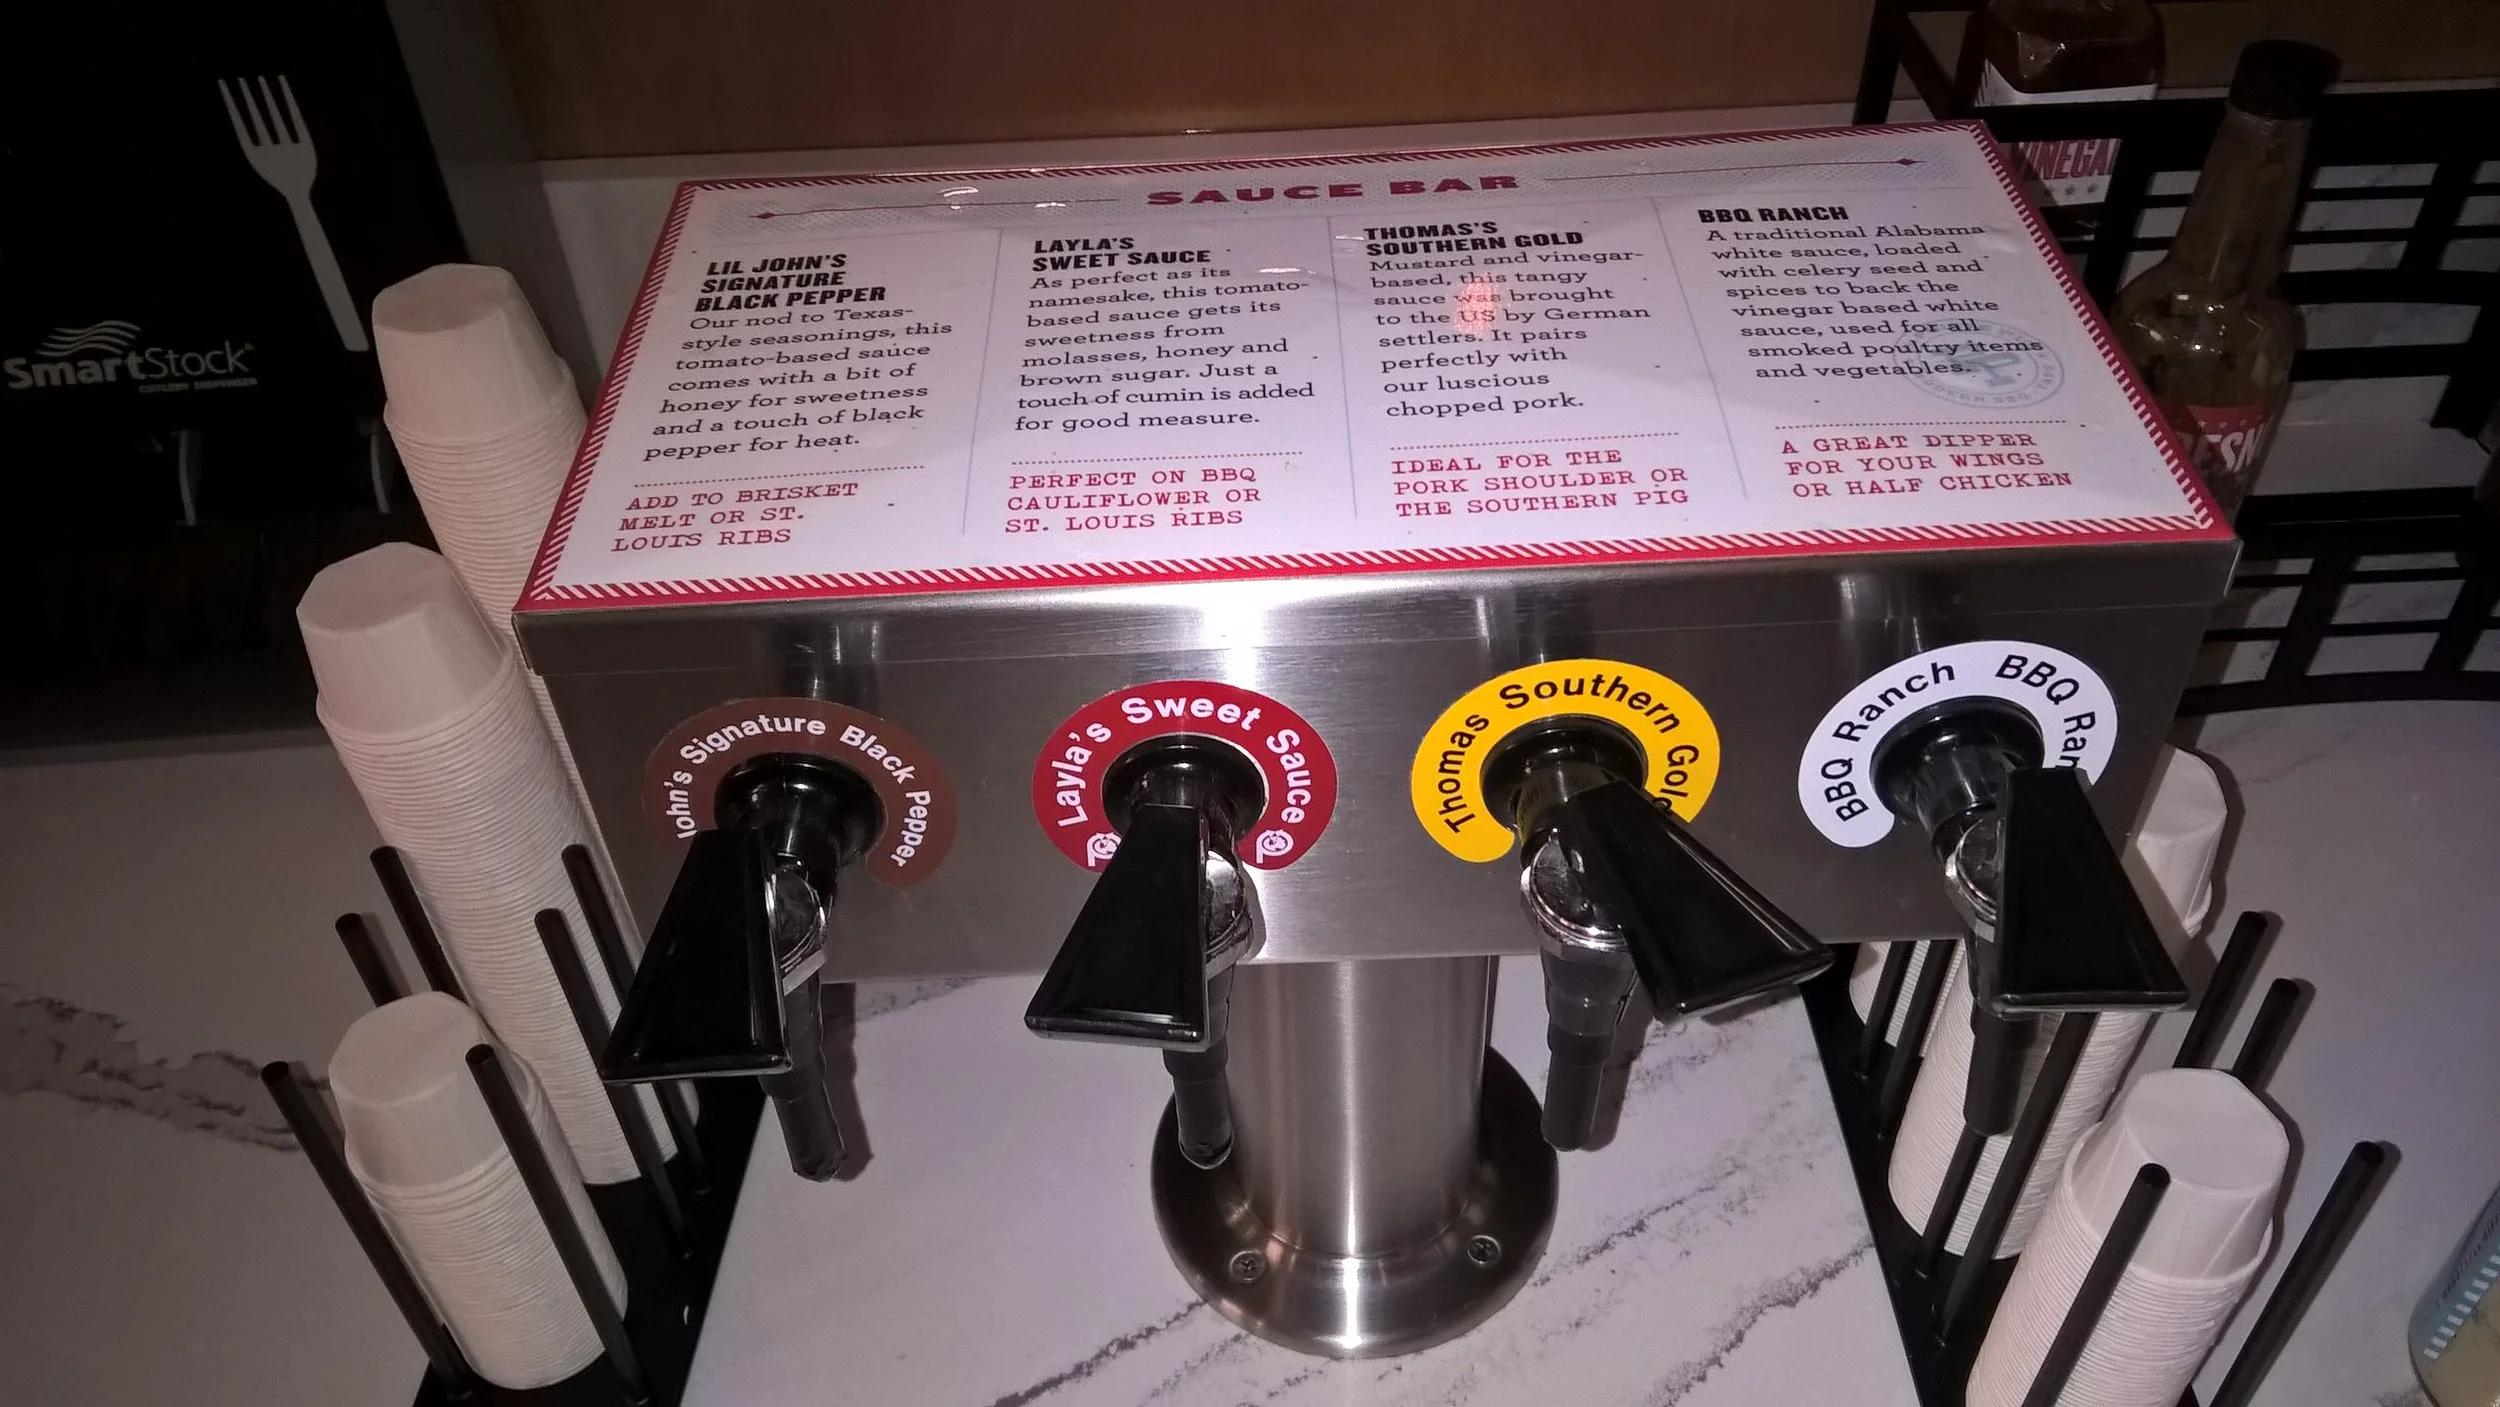 SAUCE BAR
LIL JOHN'S
SIGNATURE
BLACK PEPPER
Our nod to Texas-
style seasonings, this
tomato-based sauce
comes with a bit of
honey for sweetness
and a touch of black
pepper for heat.
ADD TO BRISKET
MELT OR ST.
LOUIS RIBS
LAYLA'S
SWEET SAUCE
As perfect as its
namesake, this tomato-
based sauce gets its
sweetness from
molasses, honey and
brown sugar. Just a
touch of cumin is added
for good measure.
PERFECT ON BBQ
CAULIFLOWER OR
ST. LOUIS RIBS
THOMAS'S
SOUTHERN GOLD
Mustard and vinegar-
based, this tangy
sauce was brought
to the US by German
settlers. It pairs
perfectly with
our luscious
chopped pork.
IDEAL FOR THE
PORK SHOULDER OR
THE SOUTHERN PIG
BBQ RANCH
A traditional Alabama
white sauce, loaded
with celery seed and
spices to back the
vinegar based white
sauce, used for all
smoked poultry items
and vegetables.
A GREAT DIPPER
FOR YOUR WINGS
OR HALF CHICKEN
SmartStock
CUTLERY DISPENSER
VINEGAR
John's Signature Black Pepper
Layla's Sweet Sauce
Thomas Southern Gold
BBQ Ranch BBQ Ran